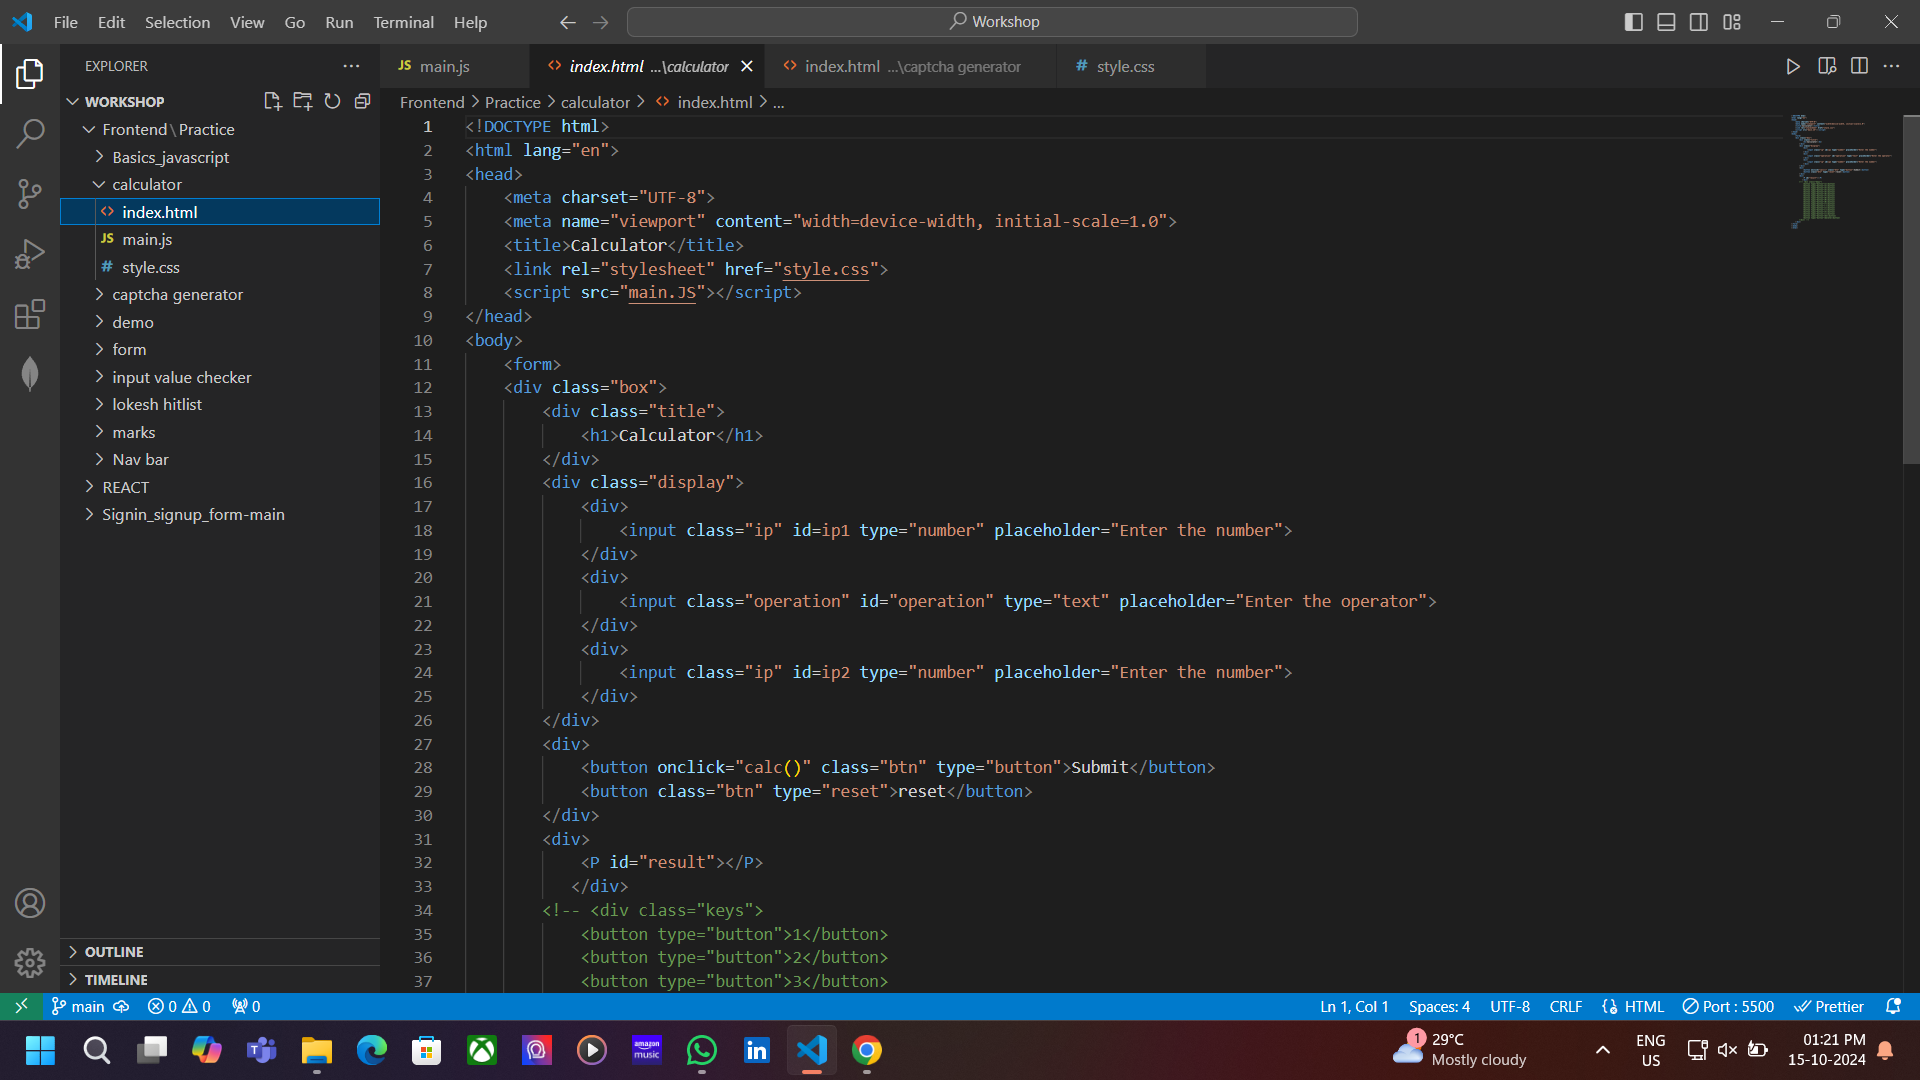 File Edit Selection View Go Run Terminal Help
Workshop
EXPLORER
WORKSHOP
Frontend\Practice
Basics_javascript
calculator
index.html
main.js
style.css
captcha generator
demo
form
input value checker
lokesh hitlist
marks
Nav bar
REACT
Signin_signup_form-main
OUTLINE
TIMELINE
JS main.js
<> index.html ...\calculator
<> index.html ...\captcha generator
# style.css
Frontend > Practice > calculator > <> index.html > ...
1 <!DOCTYPE html>
2 <html lang="en">
3 <head>
4 <meta charset="UTF-8">
5 <meta name="viewport" content="width=device-width, initial-scale=1.0">
6 <title>Calculator</title>
7 <link rel="stylesheet" href="style.css">
8 <script src="main.JS"></script>
9 </head>
10 <body>
11 <form>
12 <div class="box">
13 <div class="title">
14 <h1>Calculator</h1>
15 </div>
16 <div class="display">
17 <div>
18 <input class="ip" id=ip1 type="number" placeholder="Enter the number">
19 </div>
20 <div>
21 <input class="operation" id="operation" type="text" placeholder="Enter the operator">
22 </div>
23 <div>
24 <input class="ip" id=ip2 type="number" placeholder="Enter the number">
25 </div>
26 </div>
27 <div>
28 <button onclick="calc()" class="btn" type="button">Submit</button>
29 <button class="btn" type="reset">reset</button>
30 </div>
31 <div>
32 <P id="result"></P>
33 </div>
34 <!-- <div class="keys">
35 <button type="button">1</button>
36 <button type="button">2</button>
37 <button type="button">3</button>
main 0 0 0
Ln 1, Col 1 Spaces: 4 UTF-8 CRLF HTML Port : 5500 Prettier
amazon music
1
29°C
Mostly cloudy
ENG
US
01:21 PM
15-10-2024